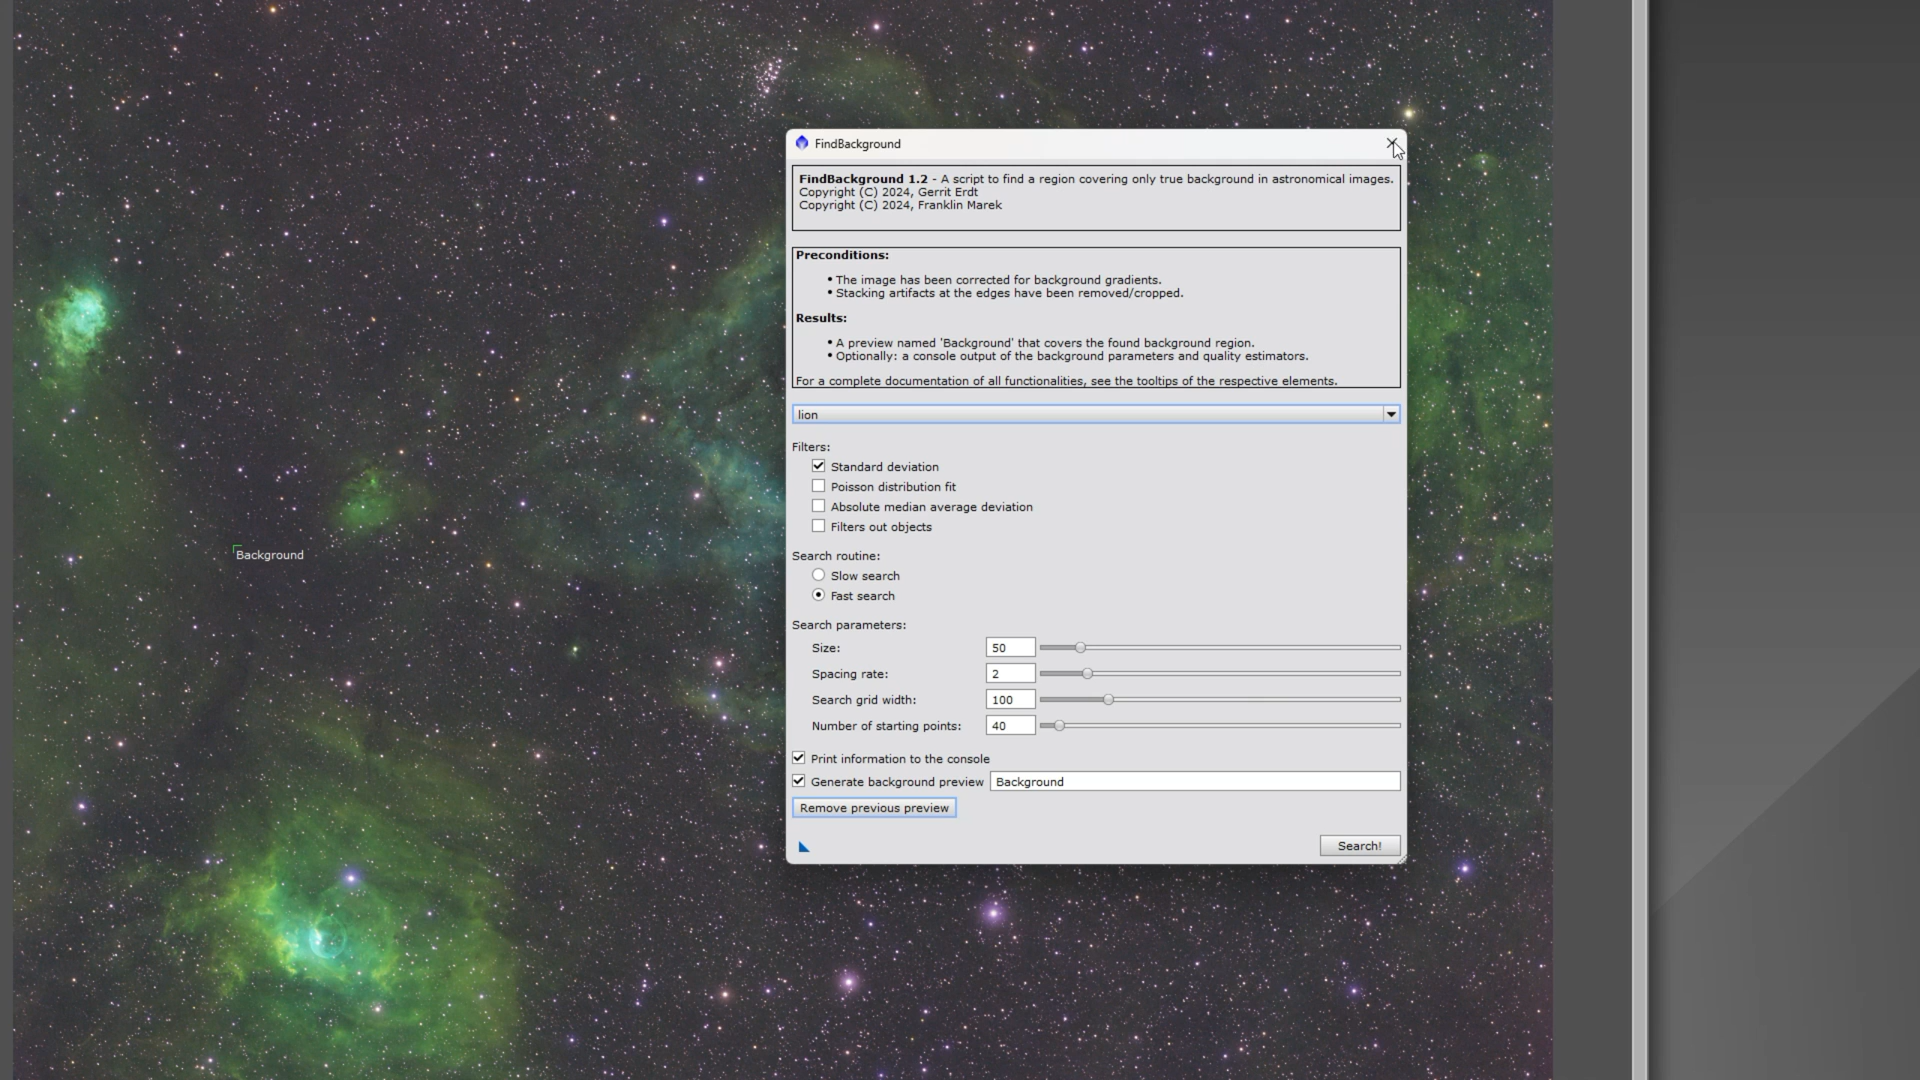 FindBackground
FindBackground 1.2 - A script to find a region covering only true background in astronomical images.
Copyright (C) 2024, Gerrit Erdt
Copyright (C) 2024, Franklin Marek
Preconditions:
• The image has been corrected for background gradients.
• Stacking artifacts at the edges have been removed/cropped.
Results:
• A preview named 'Background' that covers the found background region.
• Optionally: a console output of the background parameters and quality estimators.
For a complete documentation of all functionalities, see the tooltips of the respective elements.
lion
Filters:
Standard deviation
Poisson distribution fit
Absolute median average deviation
Filters out objects
Background
Search routine:
Slow search
Fast search
Search parameters:
Size: 50
Spacing rate: 2
Search grid width: 100
Number of starting points: 40
Print information to the console
Generate background preview Background
Remove previous preview
Search!